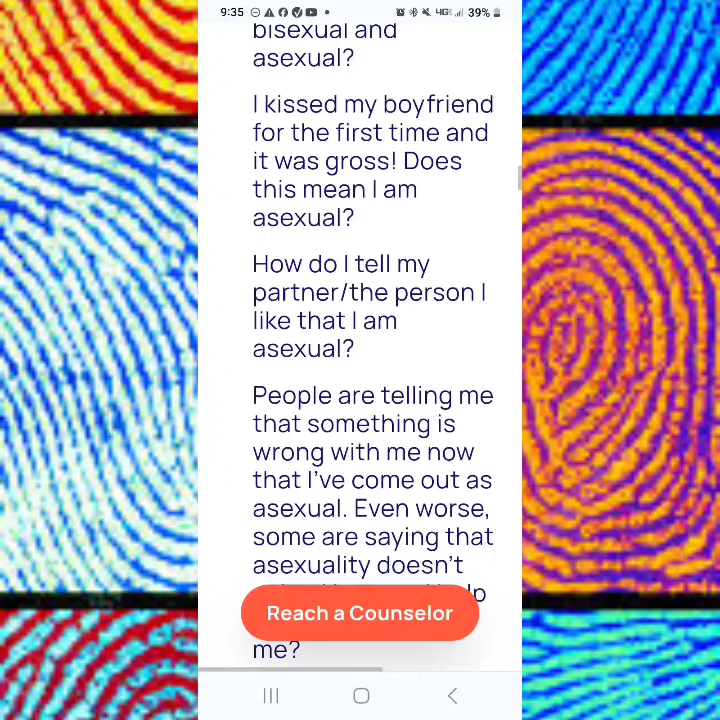 9:35
39%
bisexual and
asexual?
I kissed my boyfriend
for the first time and
it was gross! Does
this mean I am
asexual?
How do I tell my
partner/the person I
like that I am
asexual?
People are telling me
that something is
wrong with me now
that I've come out as
asexual. Even worse,
some are saying that
asexuality doesn't
Reach a Counselor
me?